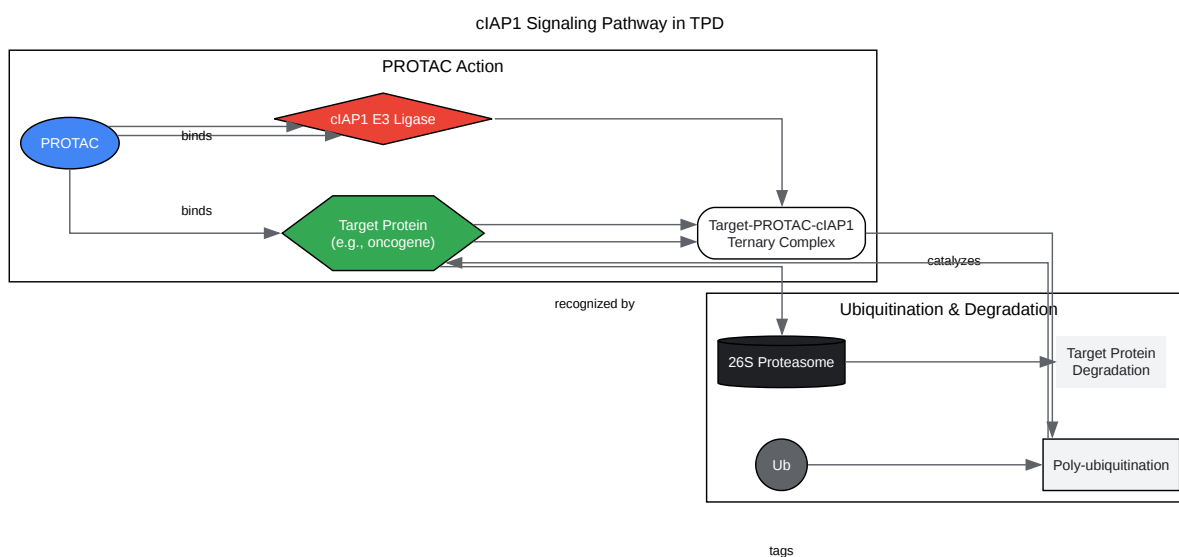 cIAP1 Signaling Pathway in TPD
PROTAC Action
cIAP1 E3 Ligase
PROTAC
binds
binds
Target Protein
(e.g., oncogene)
Target-PROTAC-cIAP1
Ternary Complex
catalyzes
recognized by
Ubiquitination & Degradation
26S Proteasome
Target Protein
Degradation
Ub
Poly-ubiquitination
tags